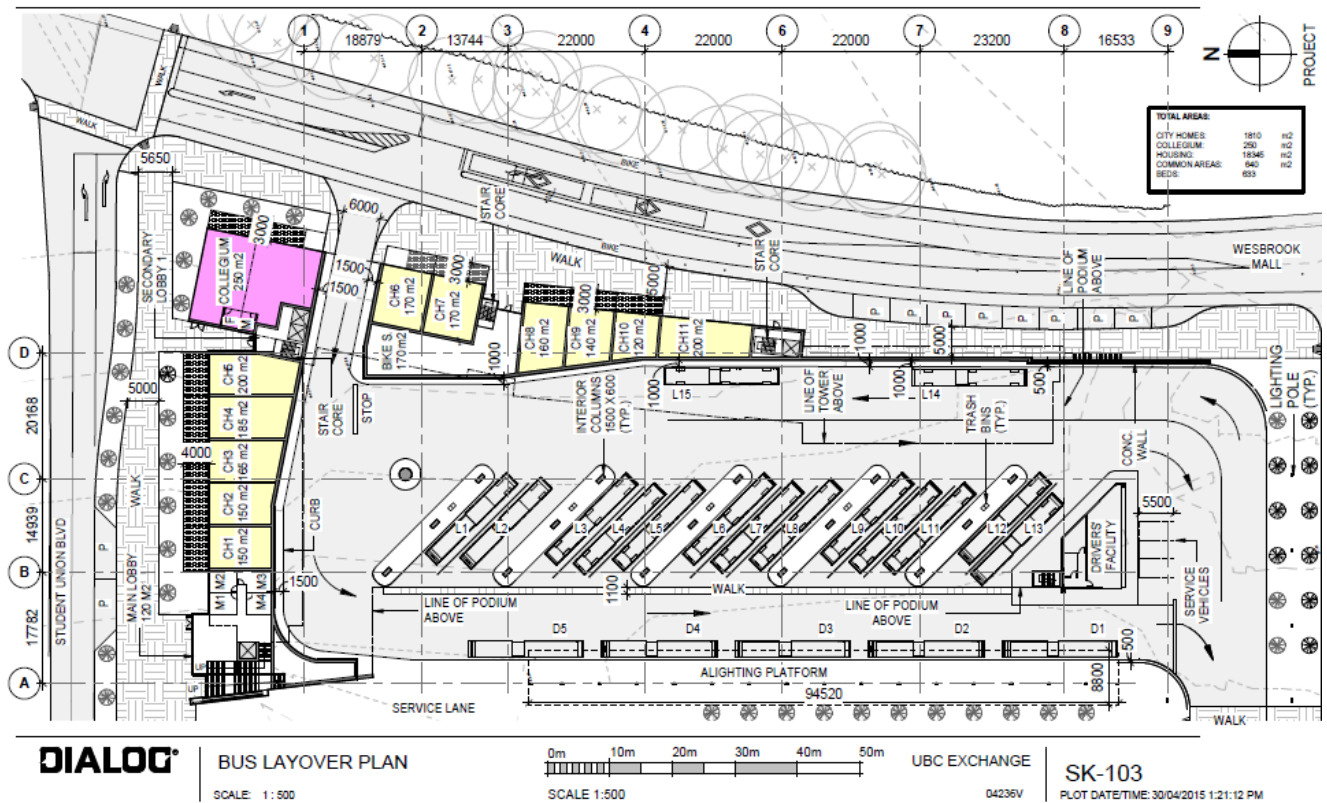 1 2 3 4 6 7 8 9
18879 13744 22000 22000 22000 23200 16533
N
PROJECT
TOTAL AREAS:
CITY HOMES: 1810 m2
COLLEGIUM: 250 m2
HOUSING: 18345 m2
COMMON AREAS: 640 m2
BEDS: 633
WALK
WALK
5650
SECONDARY
LOBBY 1
3000
COLLEGIUM
250 m2
F
M
6000
1500
1500
STAIR
CORE
BIKE
BIKE
WALK
3000
CH6
170 m2
CH7
170 m2
BIKE S.
170 m2
1000
CH8
160 m2
CH9
140 m2
CH10
120 m2
CH11
200 m2
3000
5000
STAIR
CORE
LINE OF
PODIUM
ABOVE
WESBROOK
MALL
P P P P P P P P
1000
5000
D
C
B
A
20168
14939
17782
5000
CH5
200 m2
CH4
185 m2
CH3
165 m2
CH2
150 m2
CH1
150 m2
4000
WALK
STUDENT UNION BLVD
P
P
STAIR
CORE
STOP
INTERIOR
COLUMNS
1500 X 600
(TYP.)
1000
L15
LINE OF
TOWER
ABOVE
1000
L14
500
TRASH
BINS
(TYP.)
CONC.
WALL
LIGHTING
POLE
(TYP.)
CURB
L1 L2 L3 L4 L5 L6 L7 L8 L9 L10 L11 L12 L13
DRIVERS'
FACILITY
5500
SERVICE
VEHICLES
MAIN LOBBY
120 M2
M1 M2
M4 M3
1500
1100
WALK
LINE OF PODIUM
ABOVE
LINE OF PODIUM
ABOVE
D5 D4 D3 D2 D1
500
UP
UP
ALIGHTING PLATFORM
94520
8800
SERVICE LANE
WALK
DIALOG®
BUS LAYOVER PLAN
SCALE: 1 : 500
0m 10m 20m 30m 40m 50m
SCALE 1:500
UBC EXCHANGE
04236V
SK-103
PLOT DATE/TIME: 30/04/2015 1:21:12 PM